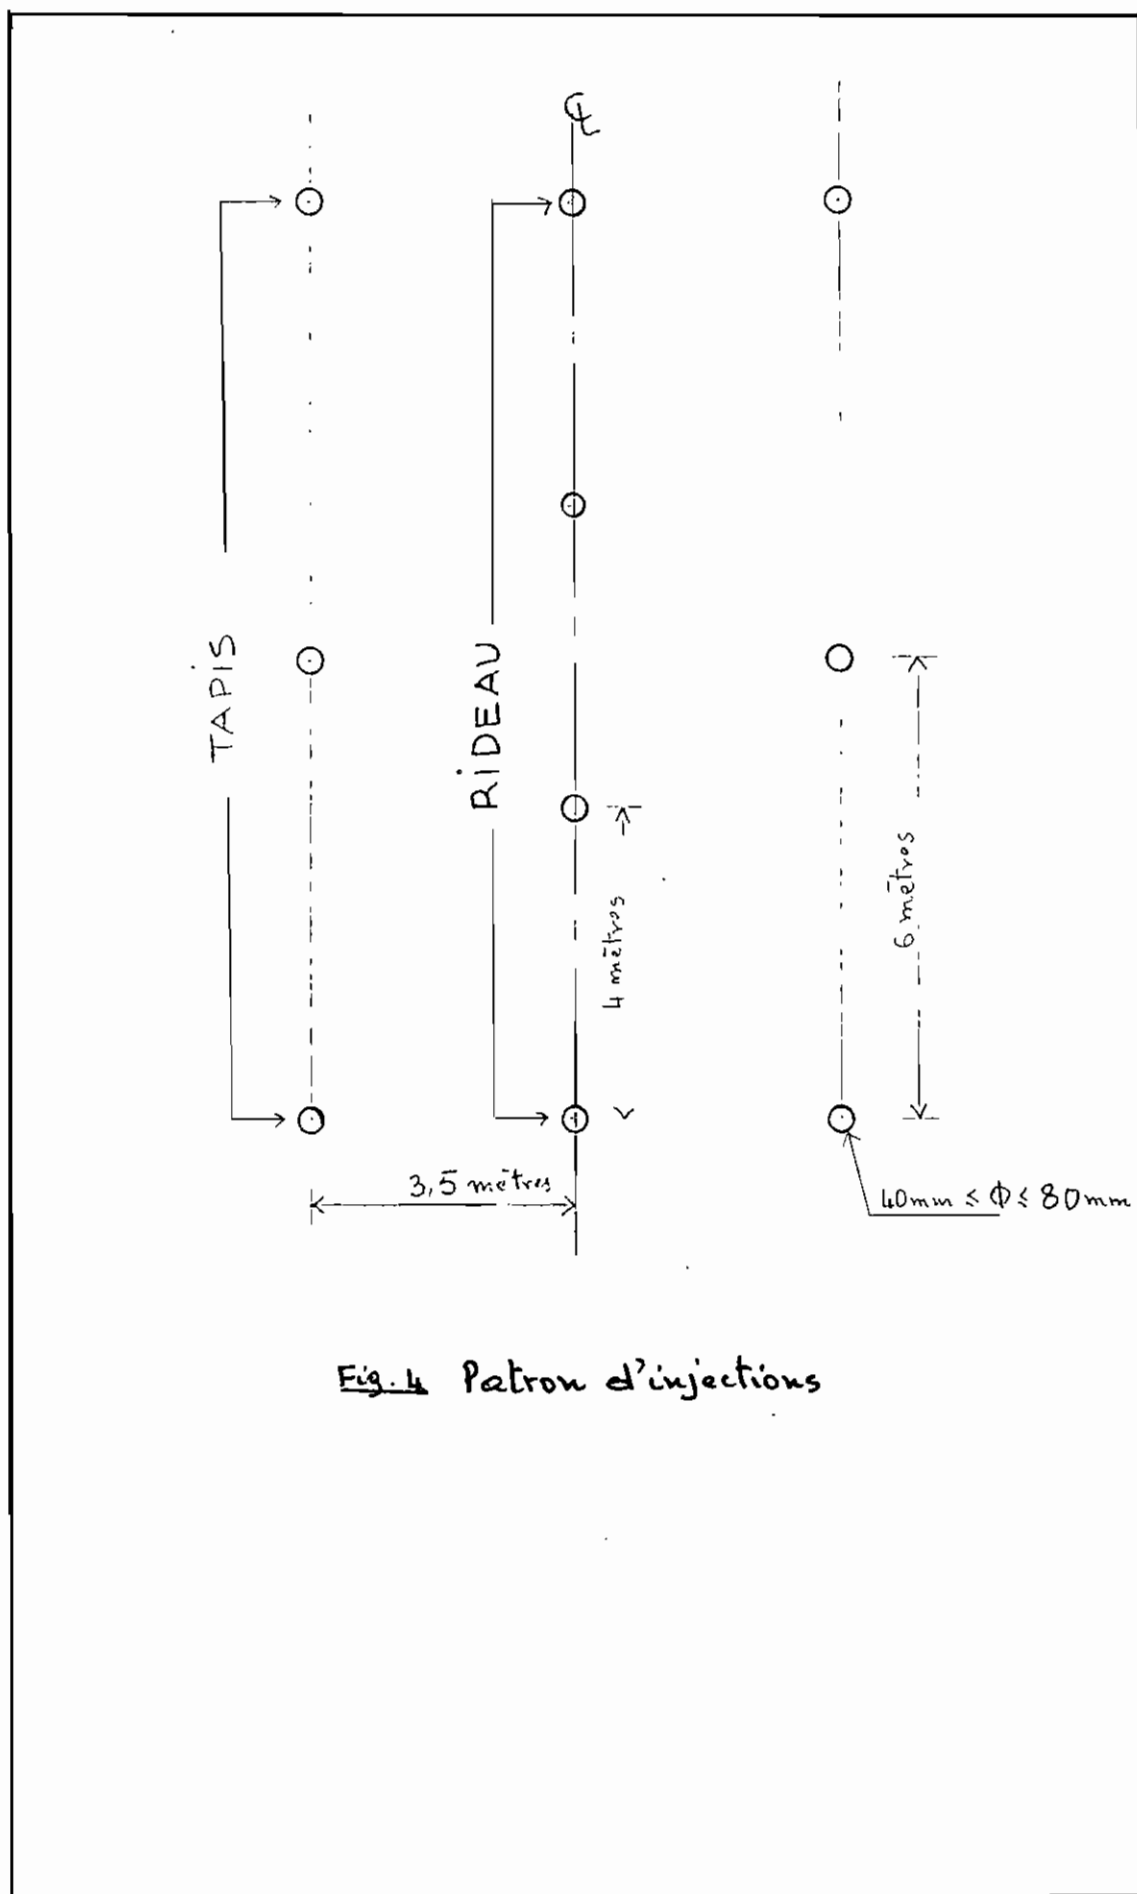 ℄
TAPIS
RIDEAU
4 mètres
6 mètres
3,5 mètres
40mm ≤ Φ ≤ 80mm
Fig. 4 Patron d'injections